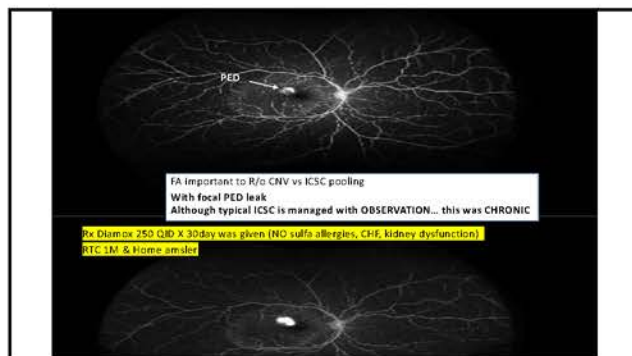 PED
FA important to R/o CNV vs ICSC pooling
With focal PED leak
Although typical ICSC is managed with OBSERVATION... this was CHRONIC
Rx Diamox 250 QID X 30day was given (NO sulfa allergies, CHF, kidney dysfunction)
RTC 1M & Home amsler